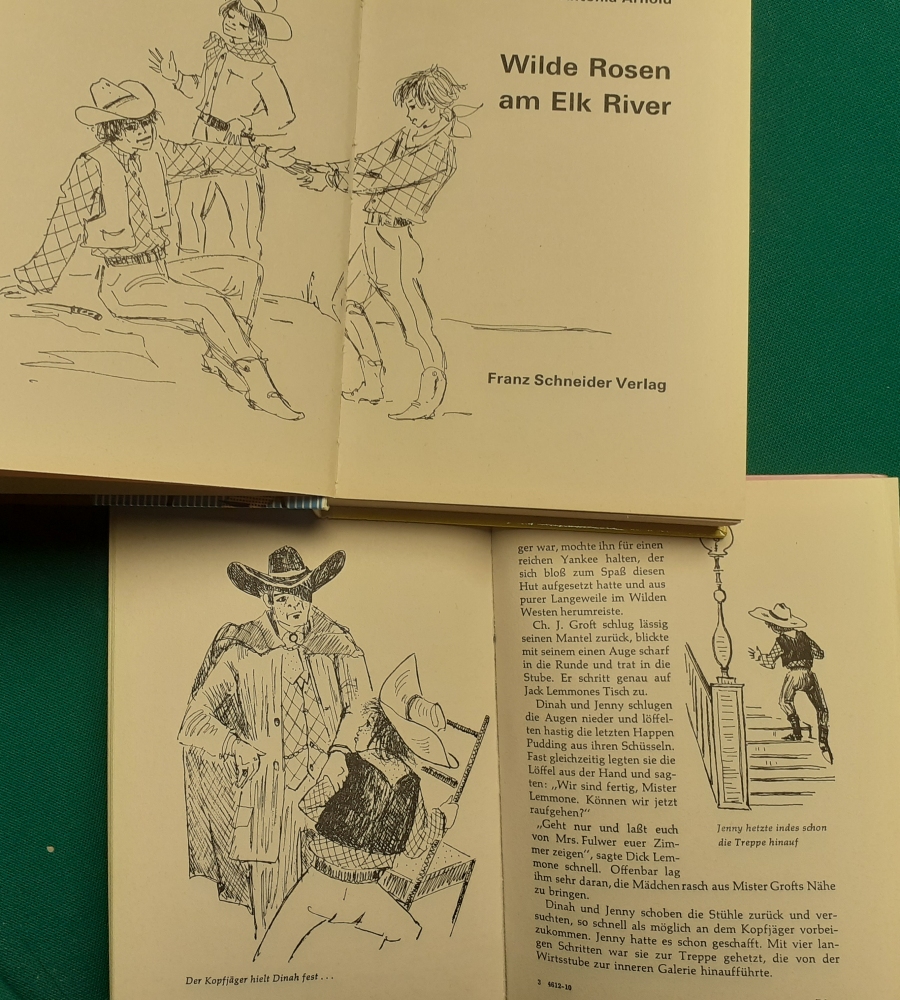 Arnold
Wilde Rosen
am Elk River
Franz Schneider Verlag
ger war, mochte ihn für einen
reichen Yankee halten, der
sich bloß zum Spaß diesen
Hut aufgesetzt hatte und aus
purer Langeweile im Wilden
Westen herumreiste.
Ch. J. Groft schlug lässig
seinen Mantel zurück, blickte
mit seinem einen Auge scharf
in die Runde und trat in die
Stube. Er schritt genau auf
Jack Lemmones Tisch zu.
Dinah und Jenny schlugen
die Augen nieder und löffel-
ten hastig die letzten Happen
Pudding aus ihren Schüsseln.
Fast gleichzeitig legten sie die
Löffel aus der Hand und sag-
ten: „Wir sind fertig, Mister
Lemmone. Können wir jetzt
raufgehen?“
„Geht nur und laßt euch
von Mrs. Fulwer euer Zim-
mer zeigen“, sagte Dick Lem-
mone schnell. Offenbar lag
ihm sehr daran, die Mädchen rasch aus Mister Grofts Nähe
zu bringen.
Dinah und Jenny schoben die Stühle zurück und ver-
suchten, so schnell als möglich an dem Kopfjäger vorbei-
zukommen. Jenny hatte es schon geschafft. Mit vier lan-
gen Schritten war sie zur Treppe gehetzt, die von der
Wirtsstube zur inneren Galerie hinaufführte.
2 4612-10
Jenny hetzte indes schon
die Treppe hinauf
Der Kopfjäger hielt Dinah fest . . .